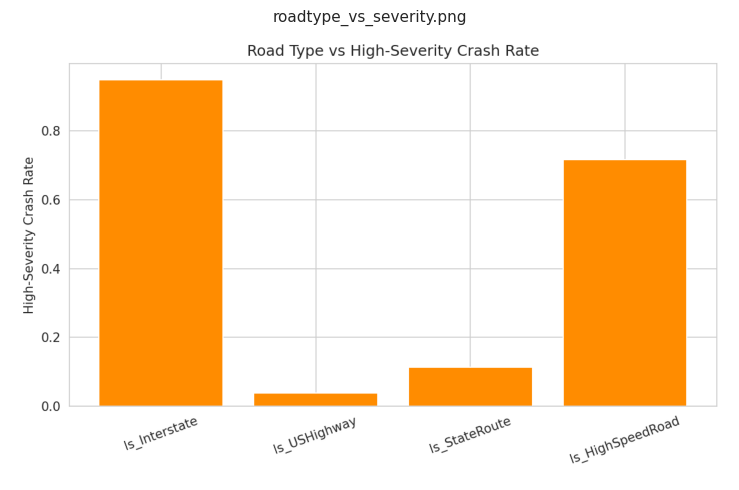 roadtype_vs_severity.png
Road Type vs High-Severity Crash Rate
High-Severity Crash Rate
0.8
0.6
0.4
0.2
0.0
Is_Interstate
Is_USHighway
Is_StateRoute
Is_HighSpeedRoad